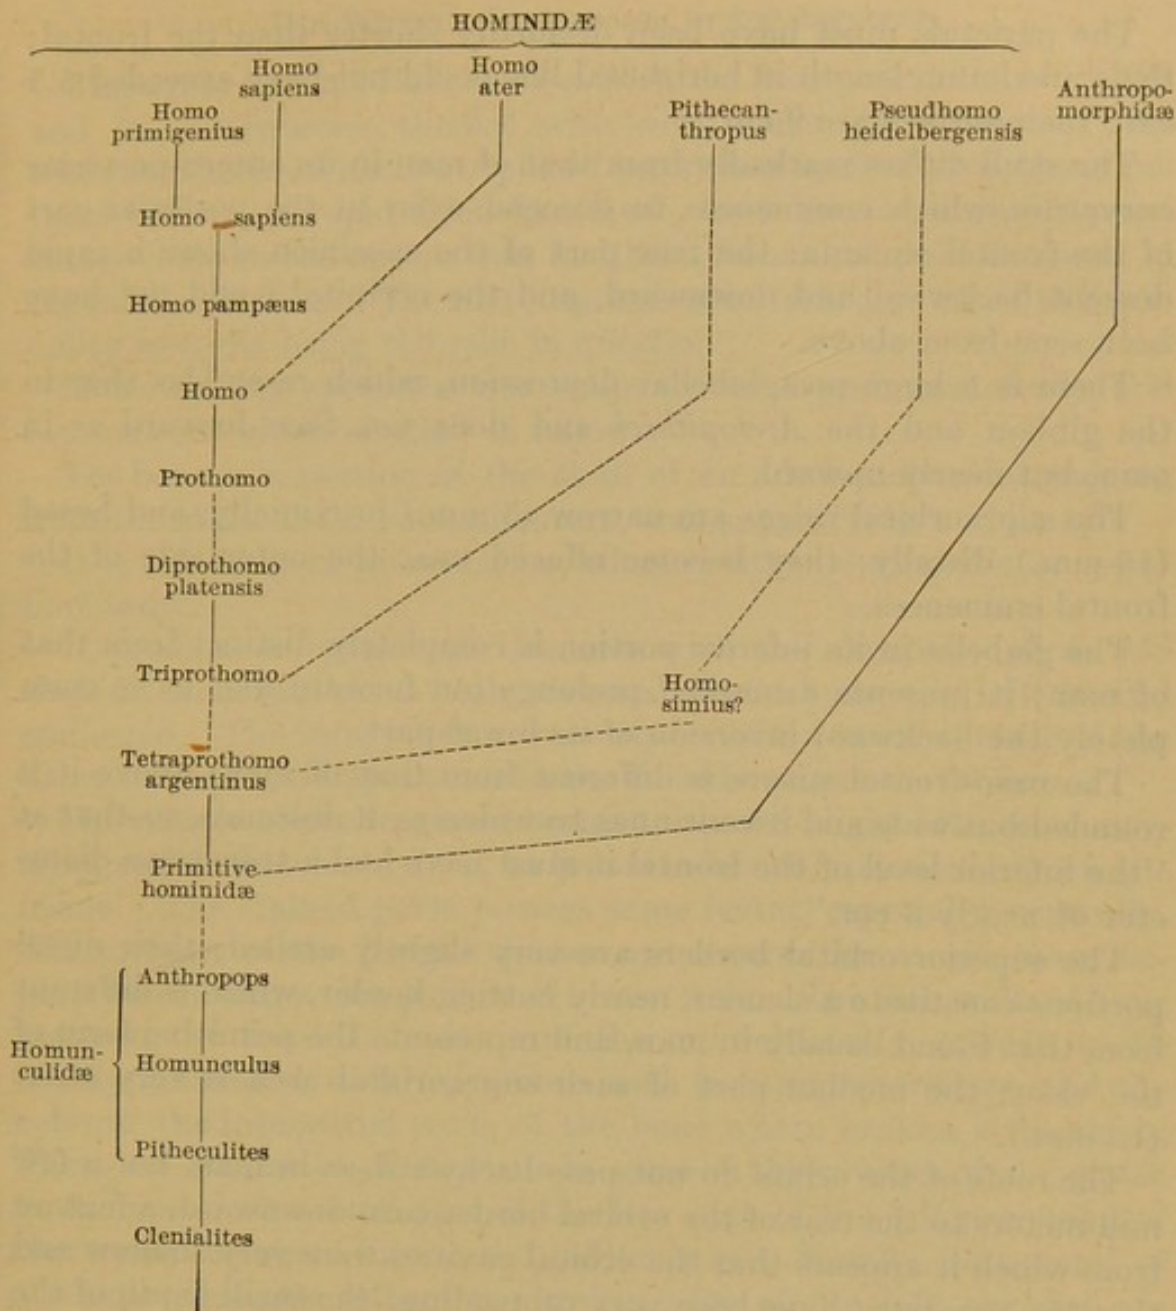 HOMINIDÆ
Homo
sapiens
Homo
ater
Homo
primigenius
Pithecan-
thropus
Pseudhomo
heidelbergensis
Anthropo-
morphidæ
Homo sapiens
Homo pampæus
Homo
Prothomo
Diprothomo
platensis
Triprothomo
Homo-
simius?
Tetraprothomo
argentinus
Primitive
hominidæ
Anthropops
Homun-
culidæ
Homunculus
Pitheculites
Clenialites